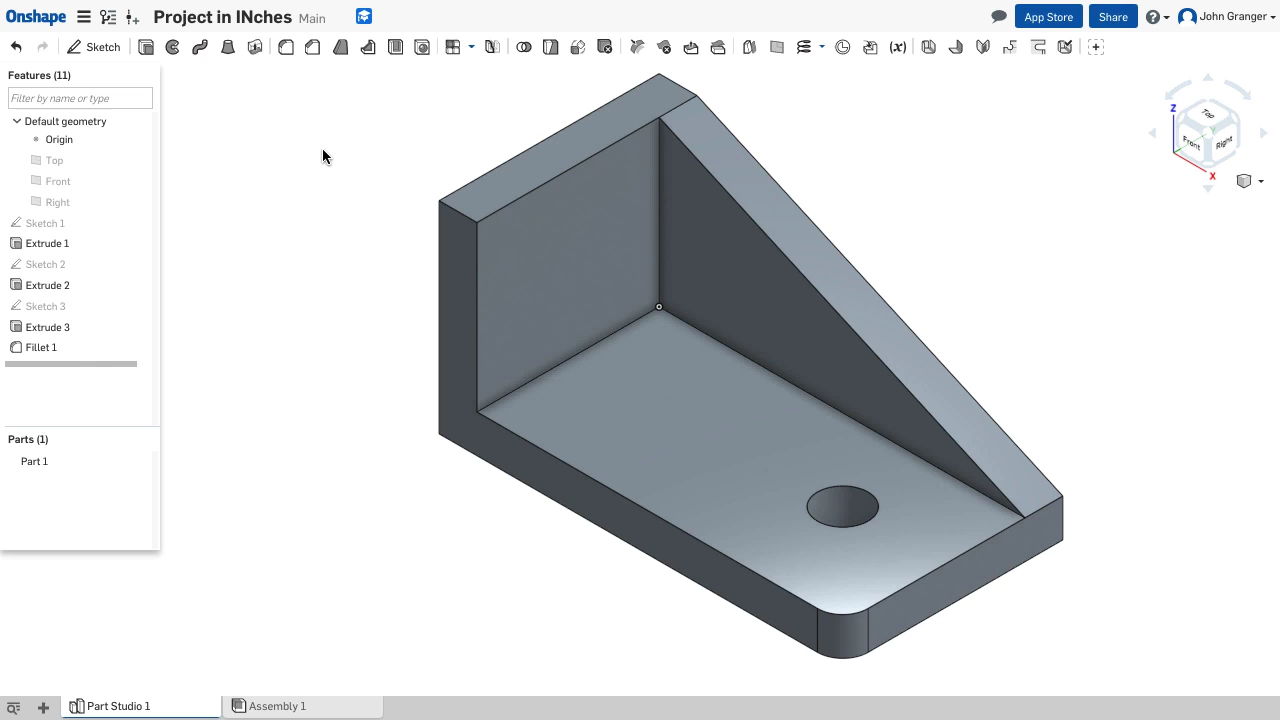 Onshape Project in INches Main App Store Share John Granger
Sketch (x)
Features (11)
Filter by name or type
Default geometry
Origin
Top
Front
Right
Sketch 1
Extrude 1
Sketch 2
Extrude 2
Sketch 3
Extrude 3
Fillet 1
Parts (1)
Part 1
Z
Top
Front Right
X
Part Studio 1 Assembly 1